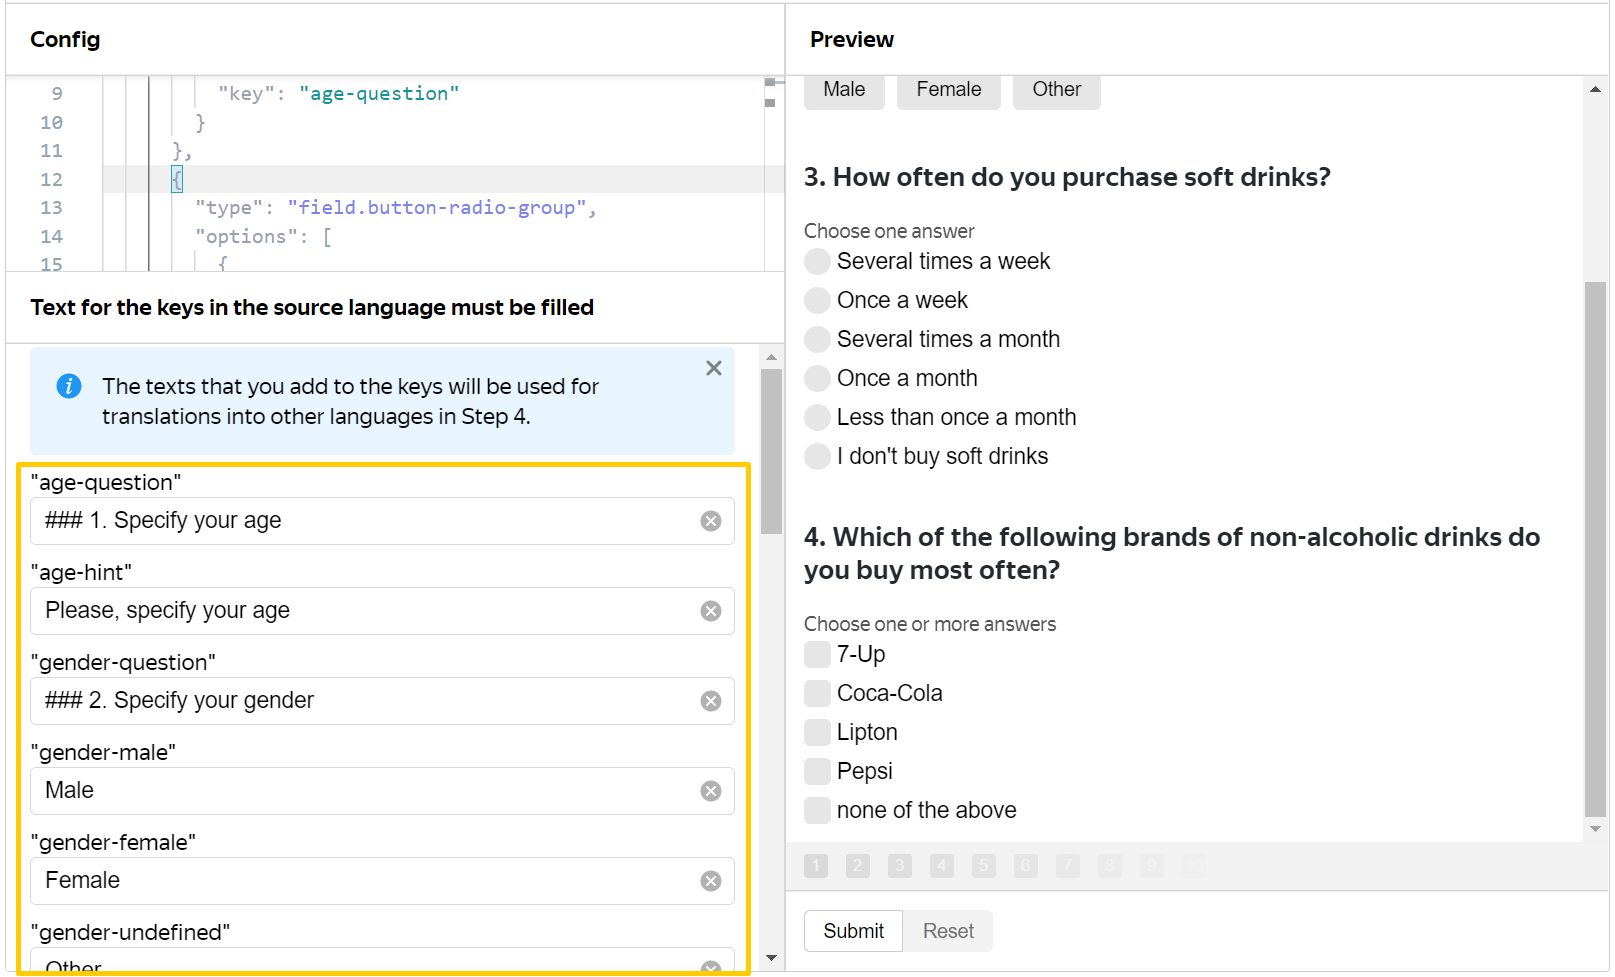 Config
9 "key": "age-question"
10 }
11 },
12 {
13 "type": "field.button-radio-group",
14 "options": [
15 {
Text for the keys in the source language must be filled
i
The texts that you add to the keys will be used for
translations into other languages in Step 4.
"age-question"
### 1. Specify your age
"age-hint"
Please, specify your age
"gender-question"
### 2. Specify your gender
"gender-male"
Male
"gender-female"
Female
"gender-undefined"
Other
Preview
Male Female Other
3. How often do you purchase soft drinks?
Choose one answer
Several times a week
Once a week
Several times a month
Once a month
Less than once a month
I don't buy soft drinks
4. Which of the following brands of non-alcoholic drinks do
you buy most often?
Choose one or more answers
7-Up
Coca-Cola
Lipton
Pepsi
none of the above
1 2 3 4 5 6 7 8 9
Submit Reset